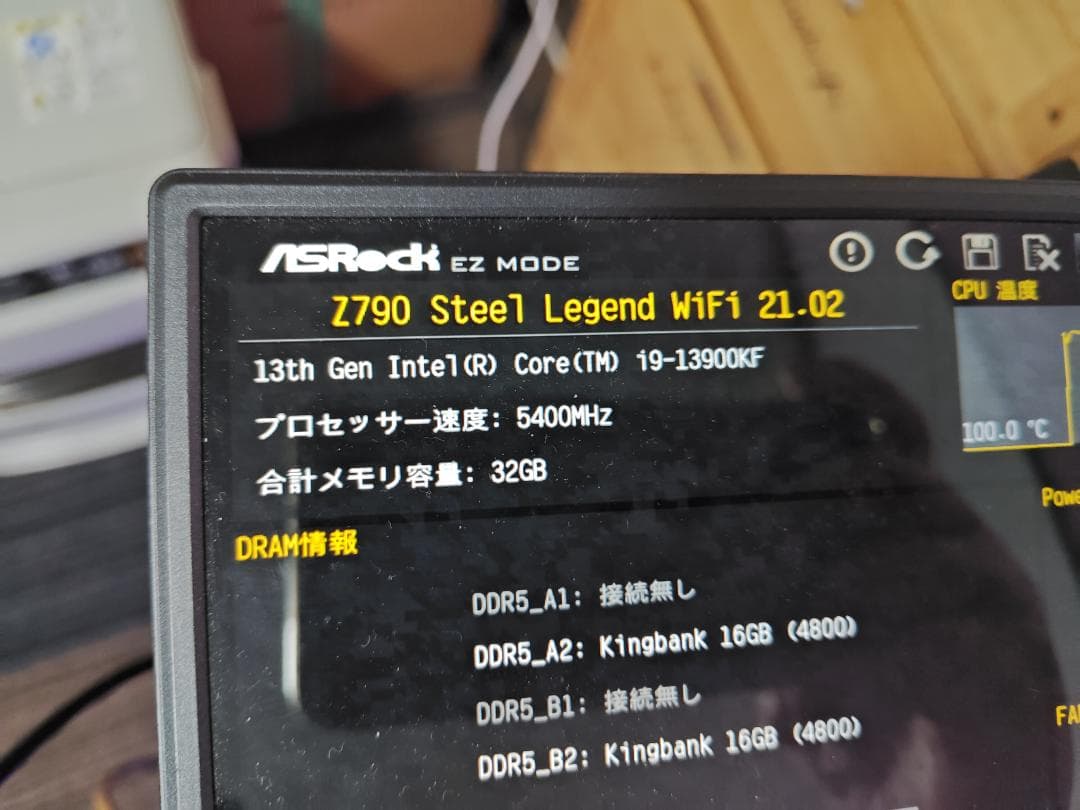 ASRock EZ MODE
Z790 Steel Legend WiFi 21.02
13th Gen Intel(R) Core(TM) i9-13900KF
プロセッサー速度: 5400MHz
合計メモリ容量: 32GB
CPU 温度
100.0 °C
DRAM情報
DDR5_A1: 接続無し
DDR5_A2: Kingbank 16GB (4800)
DDR5_B1: 接続無し
DDR5_B2: Kingbank 16GB (4800)